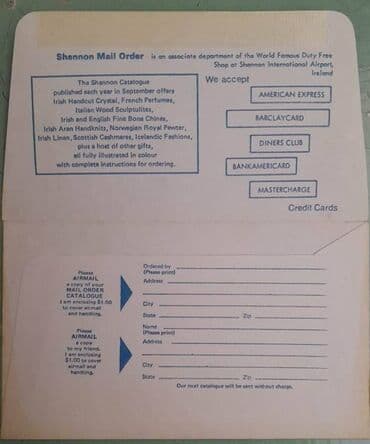 Shannon Mail Order is an associate department of the World Famous Duty Free
Shop at Shannon International Airport,
Ireland
The Shannon Catalogue
published each year in September offers
Irish Handcut Crystal, French Perfumes,
Italian Wood Sculptures,
Irish and English Fine Bone Chines,
Irish Aran Handknits, Norwegian Royal Pewter,
Irish Linen, Scottish Cashmeres, Icelandic Fashions,
plus a host of other gifts,
all fully illustrated in colour
with complete instructions for ordering.
We accept
AMERICAN EXPRESS
BARCLAYCARD
DINERS CLUB
BANKAMERICARD
MASTERCHARGE
Credit Cards
Please
AIRMAIL
a copy of your
MAIL ORDER
CATALOGUE
I am enclosing $1.00
to cover airmail
and handling.
Ordered by
(Please print)
Address
City
State Zip
Please
AIRMAIL
a copy
to my friend.
I am enclosing
$1.00 to cover
airmail and
handling.
Name
(Please print)
Address
City
State Zip
Our next catalogue will be sent without charge.